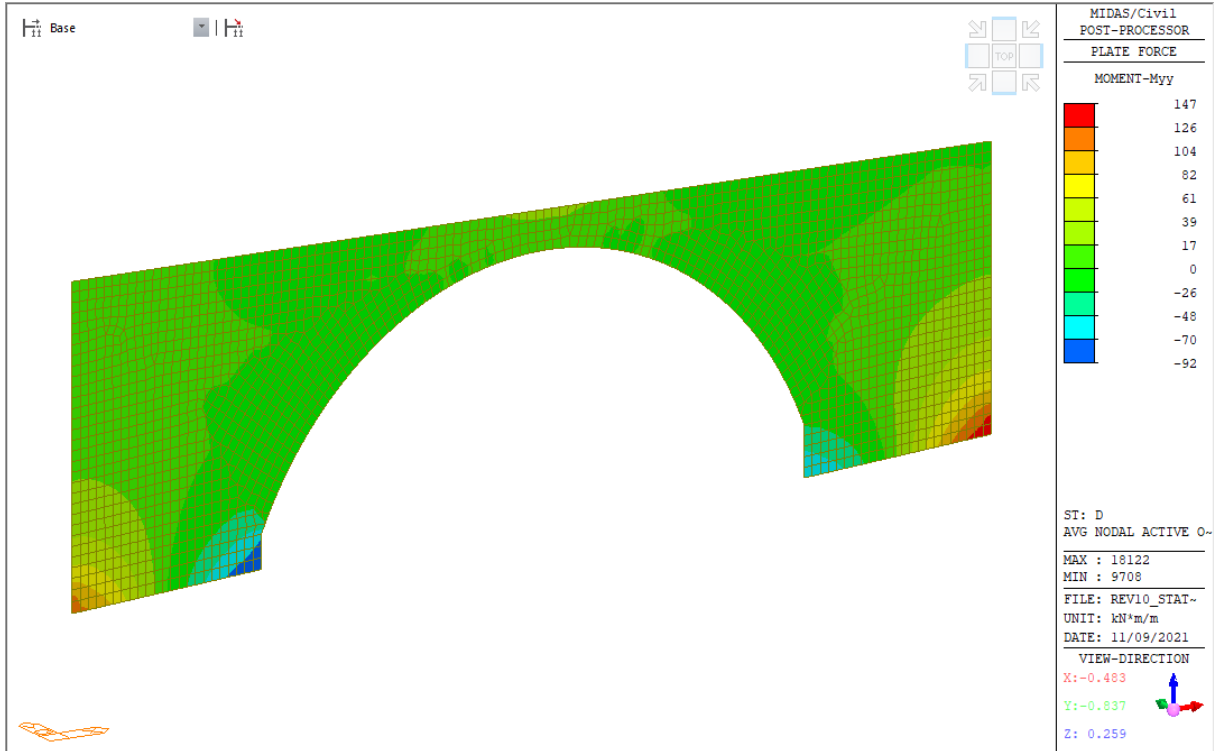 Base
TOP
MIDAS/Civil
POST-PROCESSOR
PLATE FORCE
MOMENT-Myy
147
126
104
82
61
39
17
0
-26
-48
-70
-92
ST: D
AVG NODAL ACTIVE O~
MAX : 18122
MIN : 9708
FILE: REV10_STAT~
UNIT: kN*m/m
DATE: 11/09/2021
VIEW-DIRECTION
X:-0.483
Y:-0.837
Z: 0.259